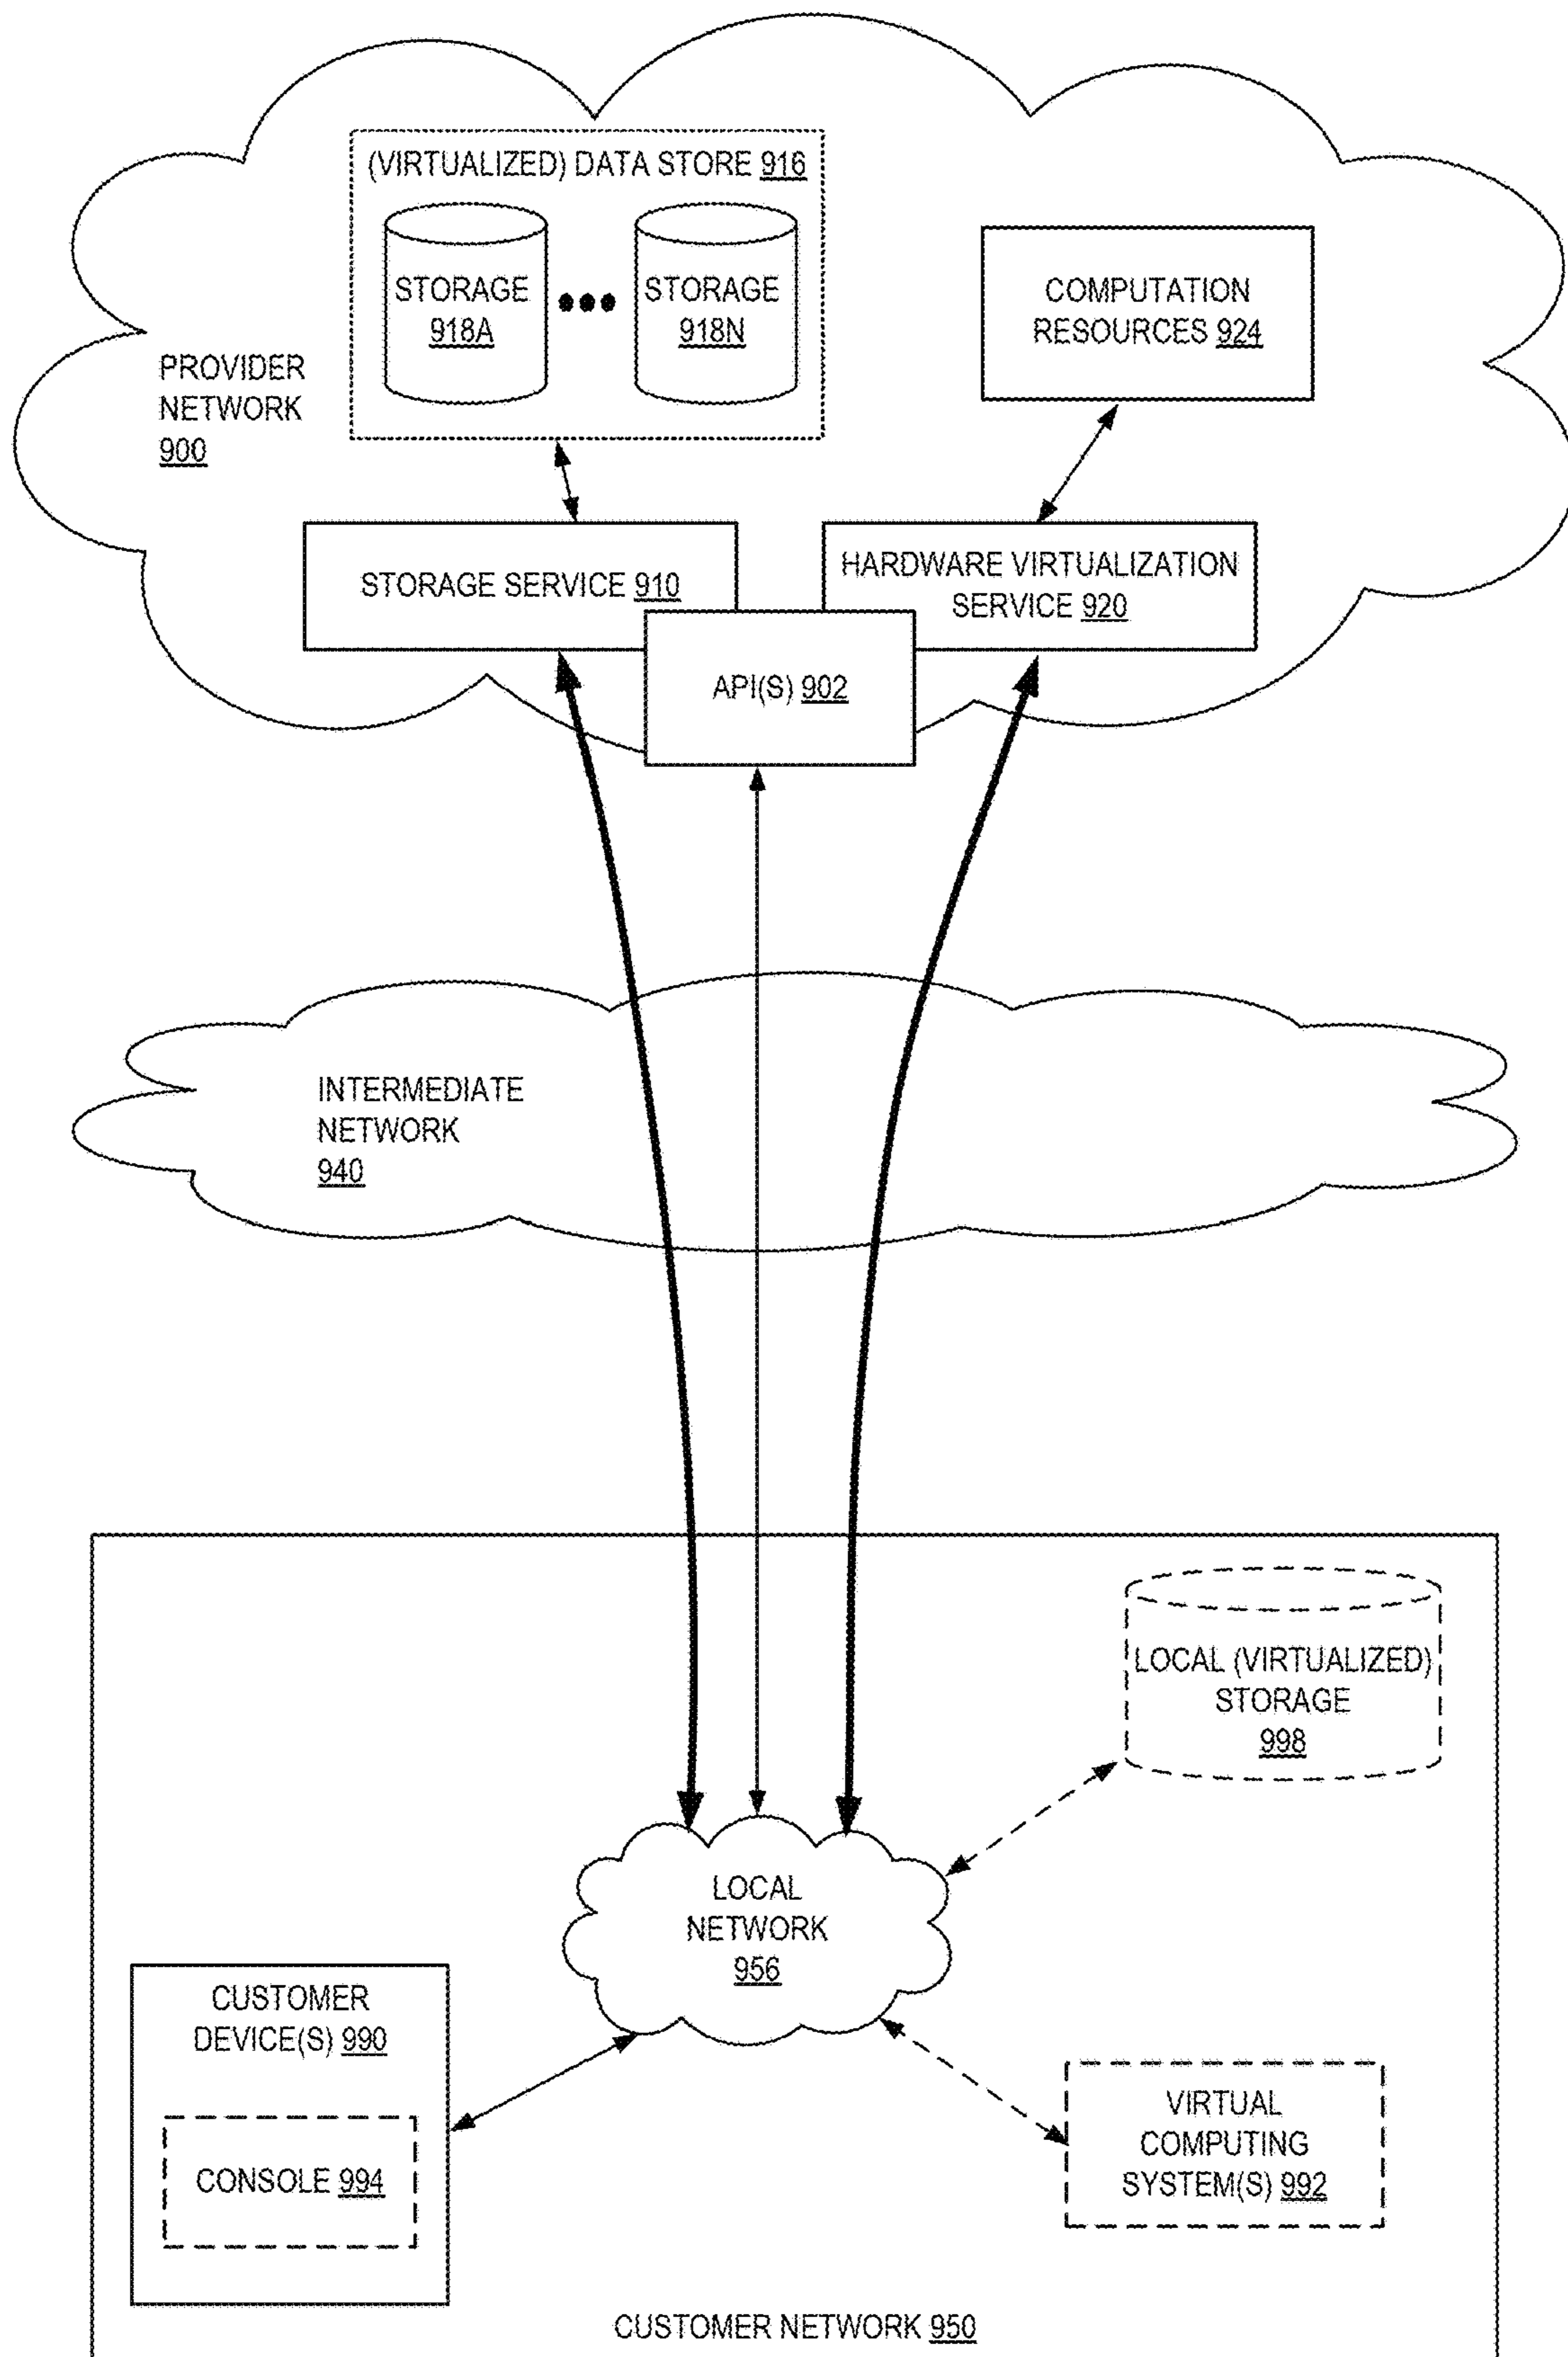 (VIRTUALIZED) DATA STORE 916
STORAGE
918A
STORAGE
918N
COMPUTATION
RESOURCES 924
PROVIDER
NETWORK
900
STORAGE SERVICE 910
HARDWARE VIRTUALIZATION
SERVICE 920
API(S) 902
INTERMEDIATE
NETWORK
940
LOCAL (VIRTUALIZED)
STORAGE
998
LOCAL
NETWORK
956
CUSTOMER
DEVICE(S) 990
CONSOLE 994
VIRTUAL
COMPUTING
SYSTEM(S) 992
CUSTOMER NETWORK 950